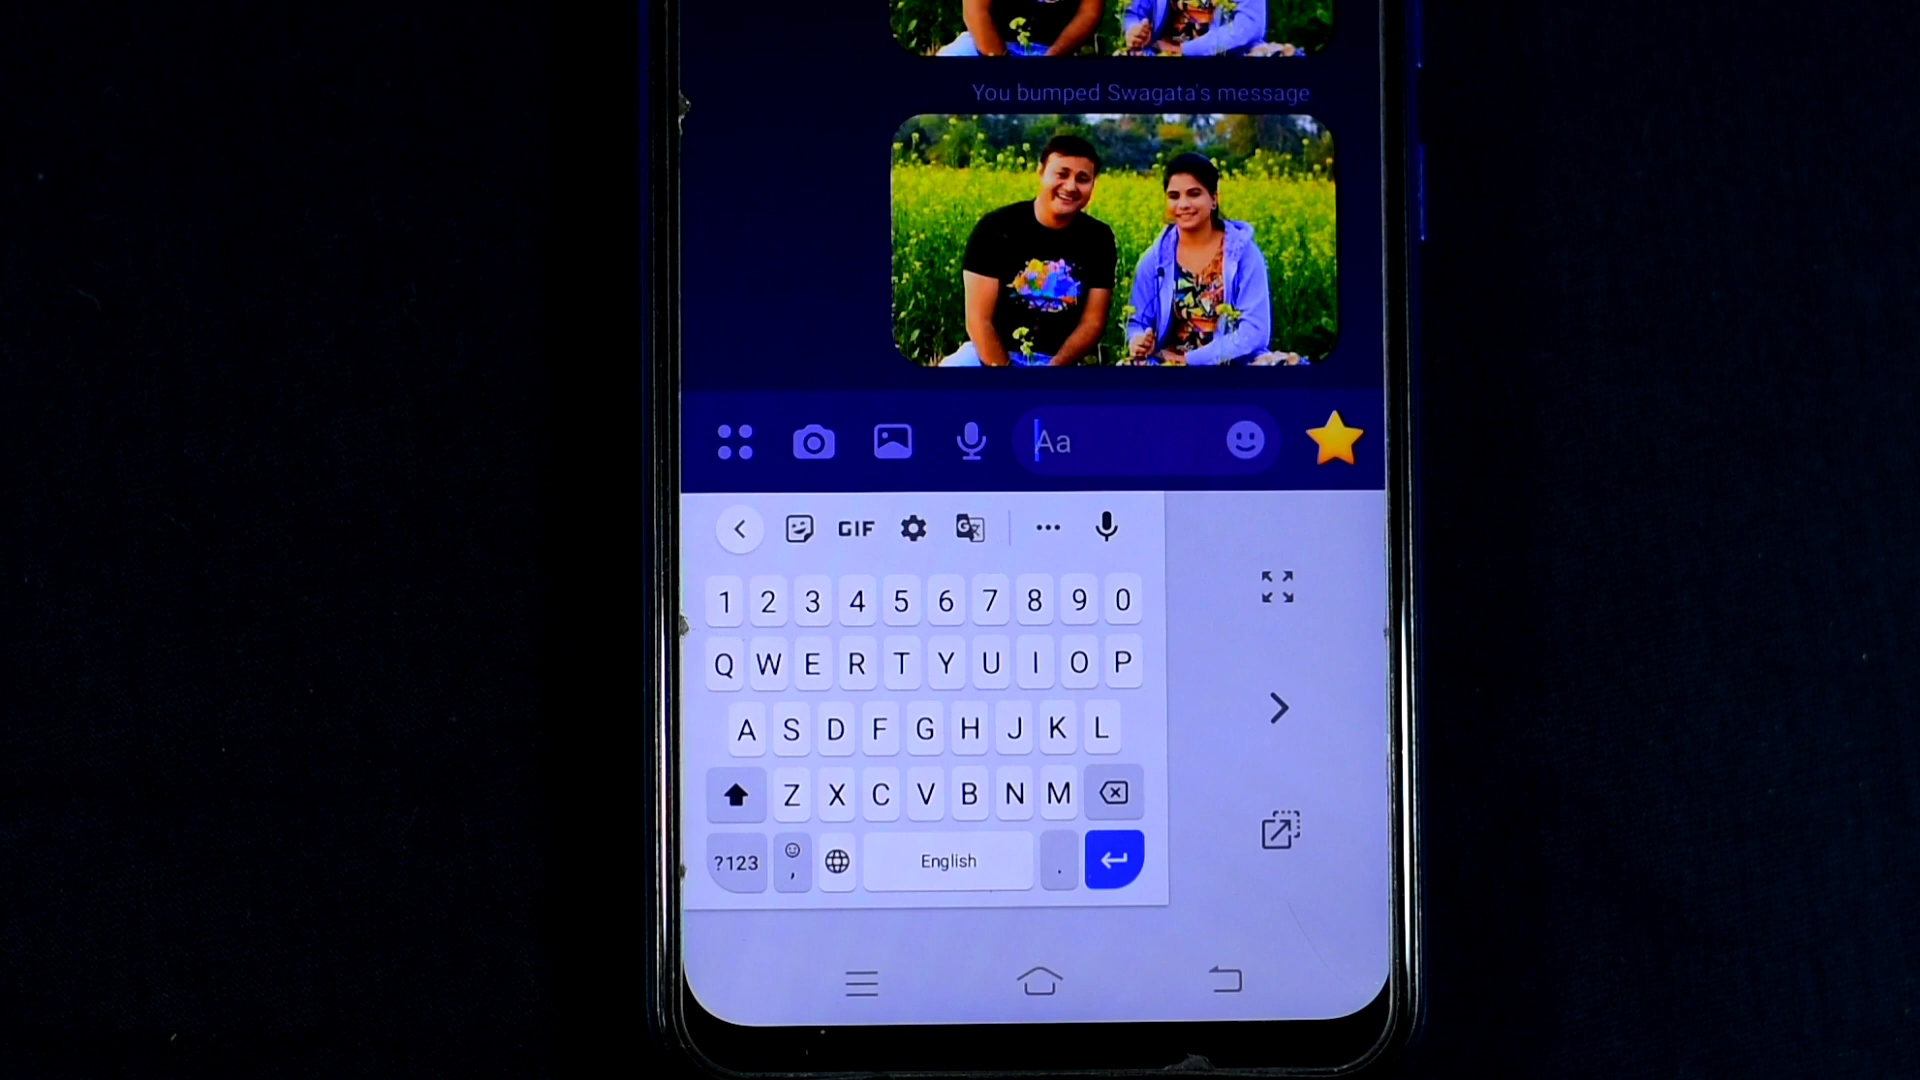 You bumped Swagata's message
Aa
GIF
1 2 3 4 5 6 7 8 9 0
Q W E R T Y U I O P
A S D F G H J K L
Z X C V B N M
?123 , English .